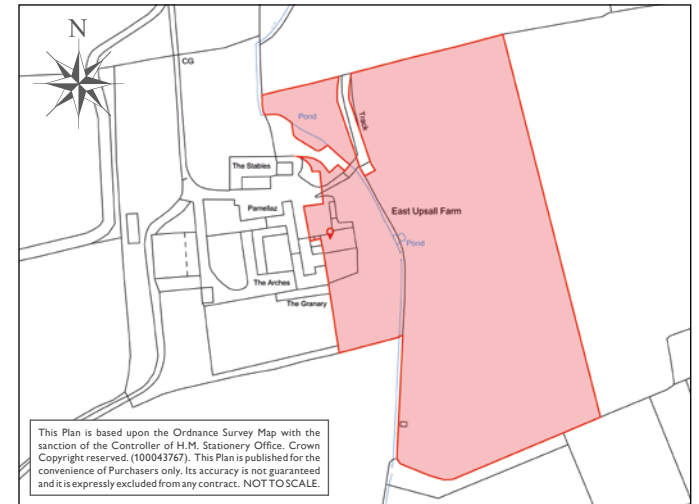 N
CG
Pond
Track
The Stables
East Upsall Farm
Pamellaz
Pond
The Arches
The Granary
This Plan is based upon the Ordnance Survey Map with the
sanction of the Controller of H.M. Stationery Office. Crown
Copyright reserved. (100043767). This Plan is published for the
convenience of Purchasers only. Its accuracy is not guaranteed
and it is expressly excluded from any contract. NOT TO SCALE.